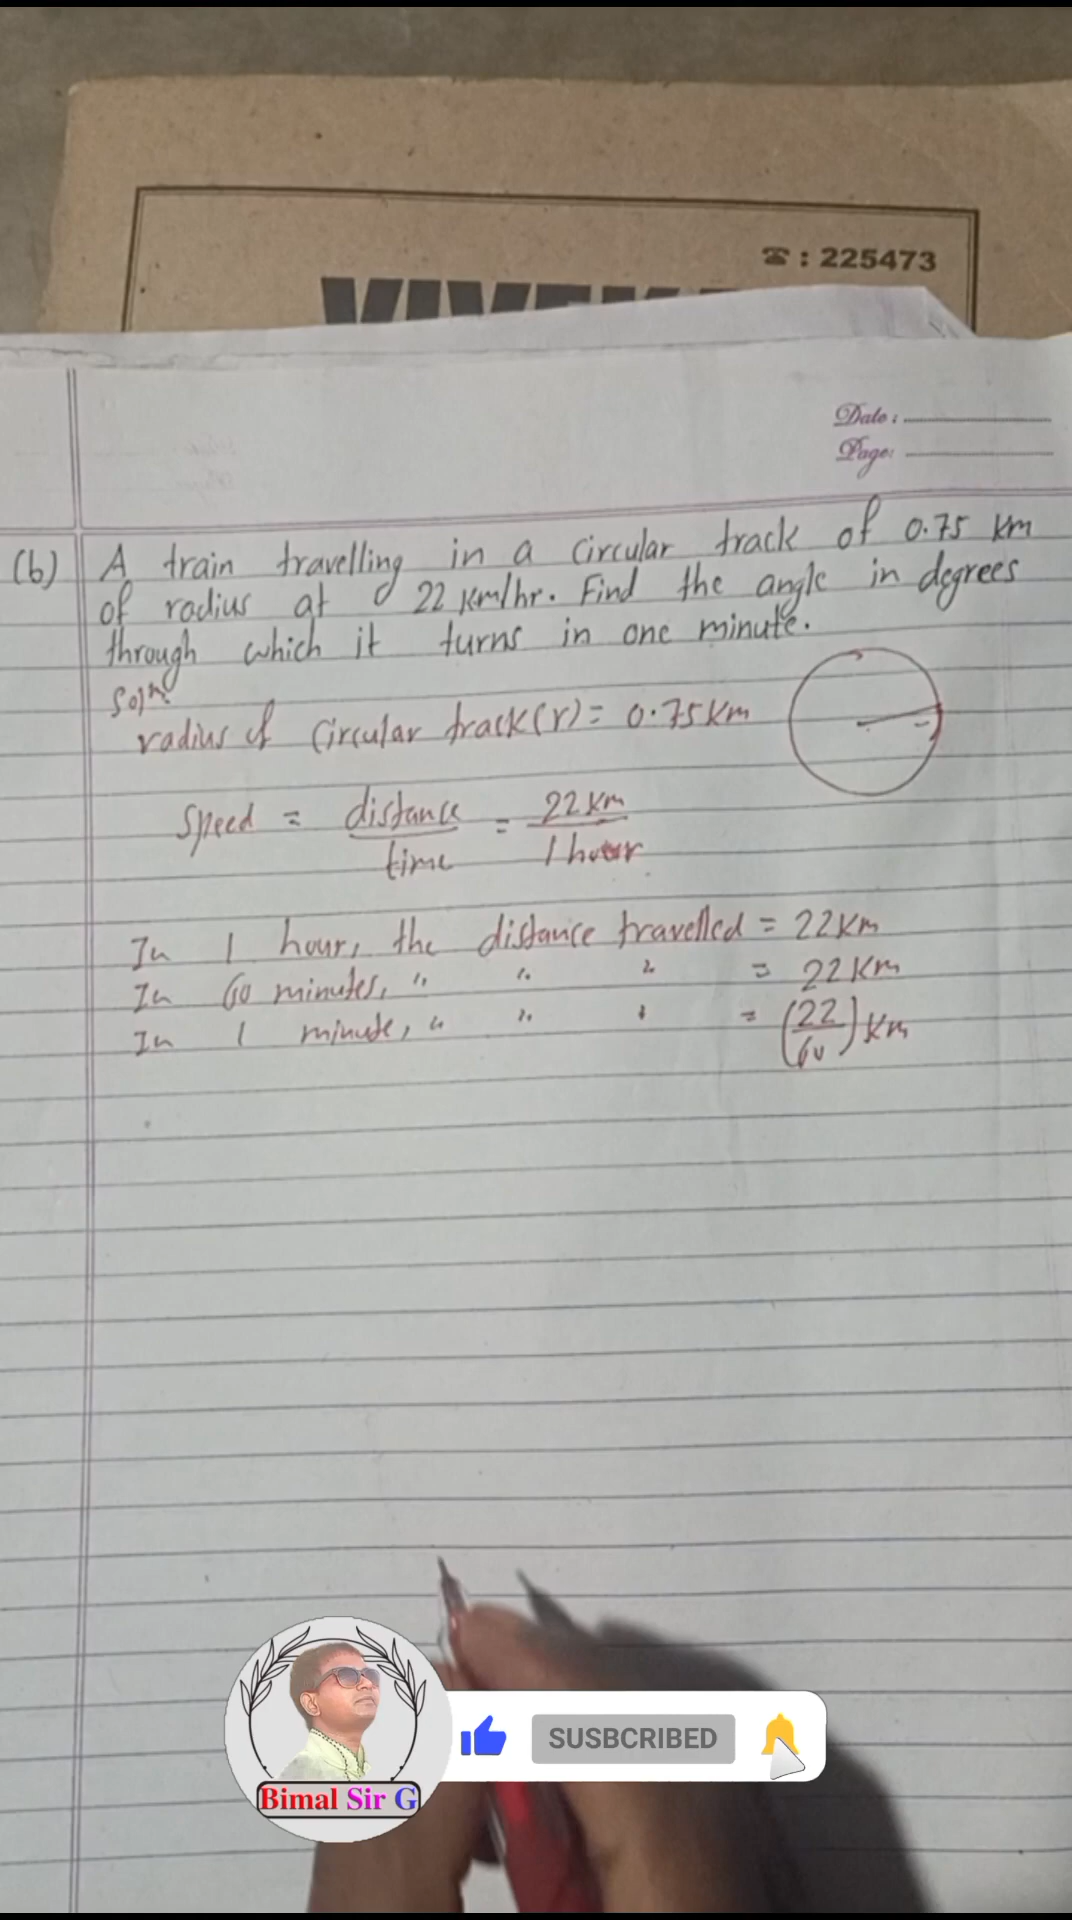 ☎ : 225473
Date :
Page:
(b) A train travelling in a circular track of 0.75 km
of radius at 22 km/hr. Find the angle in degrees
through which it turns in one minute.
Soln
radius of circular track(r) = 0.75 km
Speed = distance/time = 22 km/1 hour
In 1 hour, the distance travelled = 22 km
In 60 minutes, " " " = 22 km
In 1 minute, " " " = (22/60) km
SUSBCRIBED
Bimal Sir G